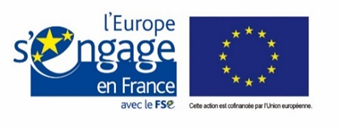 l'Europe
s'engage
en France
avec le FSe
Cette action est cofinancée par l'Union européenne.